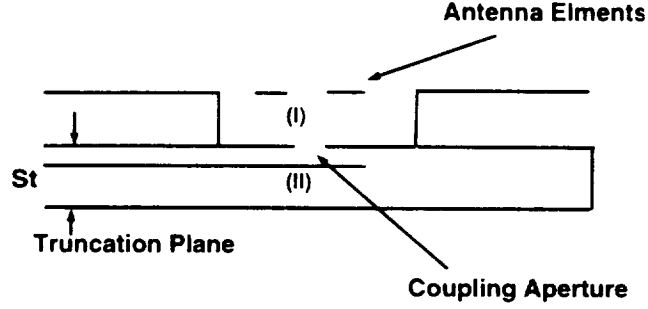 Antenna Elments
(I)
St
(II)
Truncation Plane
Coupling Aperture